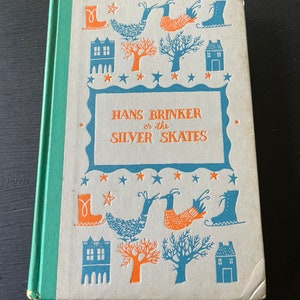 HANS BRINKER
or the
SILVER SKATES